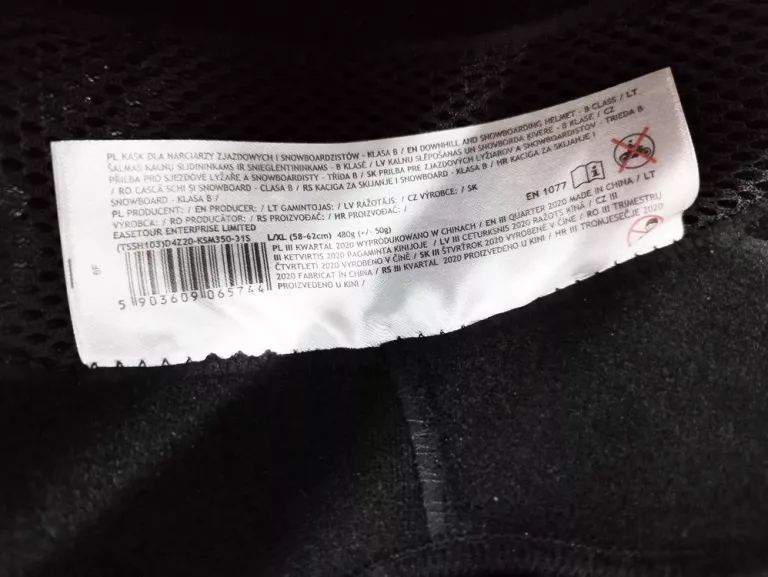 PL KASK DLA NARCIARZY ZJAZDOWYCH I SNOWBOARDZISTÓW - KLASA B / EN DOWNHILL AND SNOWBOARDING HELMET - B CLASS / LT
ŠALMAS KALNŲ SLIDININKAMS IR SNIEGLENTININKAMS - B KLASĖ / LV KALNU SLĒPOŠANAS UN SNOVBORDA ĶIVERE - B KLASE / CZ
PŘILBA PRO SJEZDOVÉ LYŽAŘE A SNOWBOARDISTY - TŘÍDA B / SK PRILBA PRE ZJAZDOVÝCH LYŽIAROV A SNOWBOARDISTOV - TRIEDA B
/ RO CASCĂ SCHI ȘI SNOWBOARD - CLASA B / RS KACIGA ZA SKIJANJE I SNOWBOARD - KLASA B / HR KACIGA ZA SKIJANJE I
SNOWBOARD - KLASA B /
PL PRODUCENT: / EN PRODUCER: / LT GAMINTOJAS: / LV RAŽOTĀJS: / CZ VÝROBCE: / SK
VÝROBCA: / RO PRODUCĂTOR: / RS PROIZVOĐAČ: / HR PROIZVOĐAČ: /
EASETOUR ENTERPRISE LIMITED
(TSSH103)D4Z20-KSM350-31S
L/XL (58-62cm) 480g (+/- 50g)
EN 1077
PL III KWARTAŁ 2020 WYPRODUKOWANO W CHINACH / EN III QUARTER 2020 MADE IN CHINA / LT
III KETVIRTIS 2020 PAGAMINTA KINIJOJE / LV III CETURKSNIS 2020 RAŽOTS ĶĪNĀ / CZ III
ČTVRTLETÍ 2020 VYROBENO V ČÍNĚ / SK III ŠTVRŤROK 2020 VYROBENÉ V ČÍNE / RO III TRIMESTRU
2020 FABRICAT ÎN CHINA / RS III KVARTAL 2020 PROIZVEDENO U KINI / HR III TROMJESEČJE 2020
PROIZVEDENO U KINI /
5 903609 065744